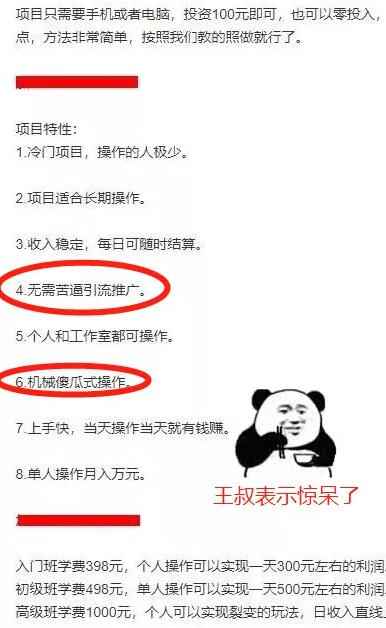 项目只需要手机或者电脑，投资100元即可，也可以零投入，
点，方法非常简单，按照我们教的照做就行了。
项目特性：
1.冷门项目，操作的人极少。
2.项目适合长期操作。
3.收入稳定，每日可随时结算。
4.无需苦逼引流推广。
5.个人和工作室都可操作。
6.机械傻瓜式操作。
7.上手快，当天操作当天就有钱赚。
8.单人操作月入万元。
王叔表示惊呆了
入门班学费398元，个人操作可以实现一天300元左右的利润
初级班学费498元，单人操作可以实现一天500元左右的利润
高级班学费1000元，个人可以实现裂变的玩法，日收入直线